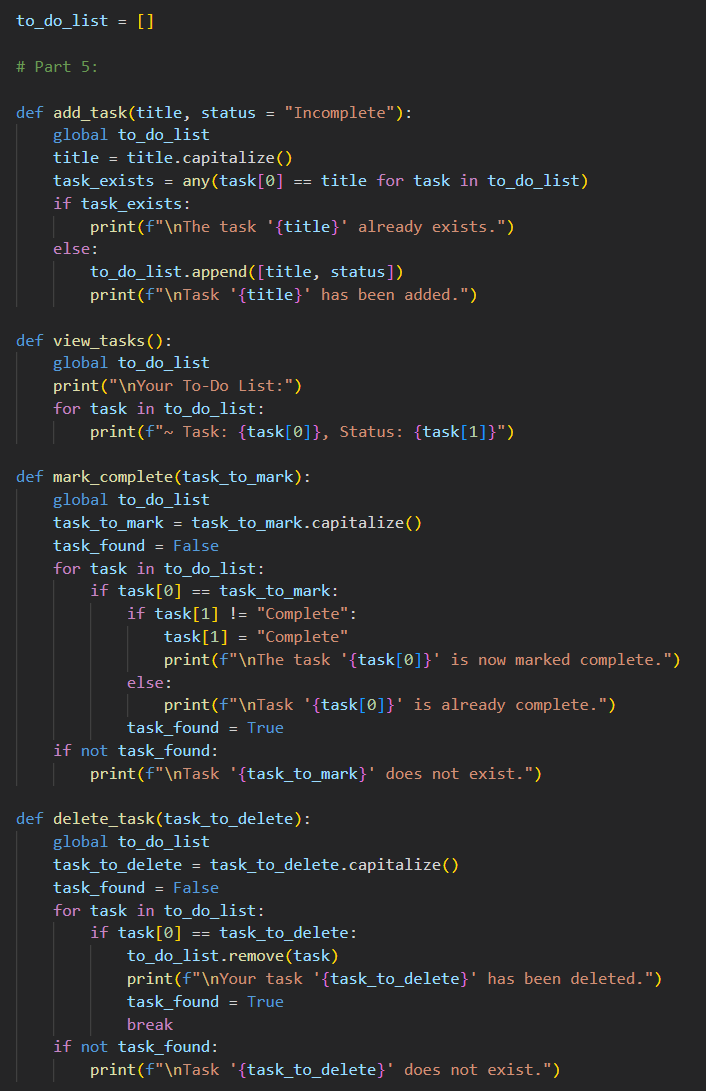 to_do_list = []
# Part 5:
def add_task(title, status = "Incomplete"):
    global to_do_list
    title = title.capitalize()
    task_exists = any(task[0] == title for task in to_do_list)
    if task_exists:
        print(f"\nThe task '{title}' already exists.")
    else:
        to_do_list.append([title, status])
        print(f"\nTask '{title}' has been added.")
def view_tasks():
    global to_do_list
    print("\nYour To-Do List:")
    for task in to_do_list:
        print(f"~ Task: {task[0]}, Status: {task[1]}")
def mark_complete(task_to_mark):
    global to_do_list
    task_to_mark = task_to_mark.capitalize()
    task_found = False
    for task in to_do_list:
        if task[0] == task_to_mark:
            if task[1] != "Complete":
                task[1] = "Complete"
                print(f"\nThe task '{task[0]}' is now marked complete.")
            else:
                print(f"\nTask '{task[0]}' is already complete.")
            task_found = True
    if not task_found:
        print(f"\nTask '{task_to_mark}' does not exist.")
def delete_task(task_to_delete):
    global to_do_list
    task_to_delete = task_to_delete.capitalize()
    task_found = False
    for task in to_do_list:
        if task[0] == task_to_delete:
            to_do_list.remove(task)
            print(f"\nYour task '{task_to_delete}' has been deleted.")
            task_found = True
            break
    if not task_found:
        print(f"\nTask '{task_to_delete}' does not exist.")